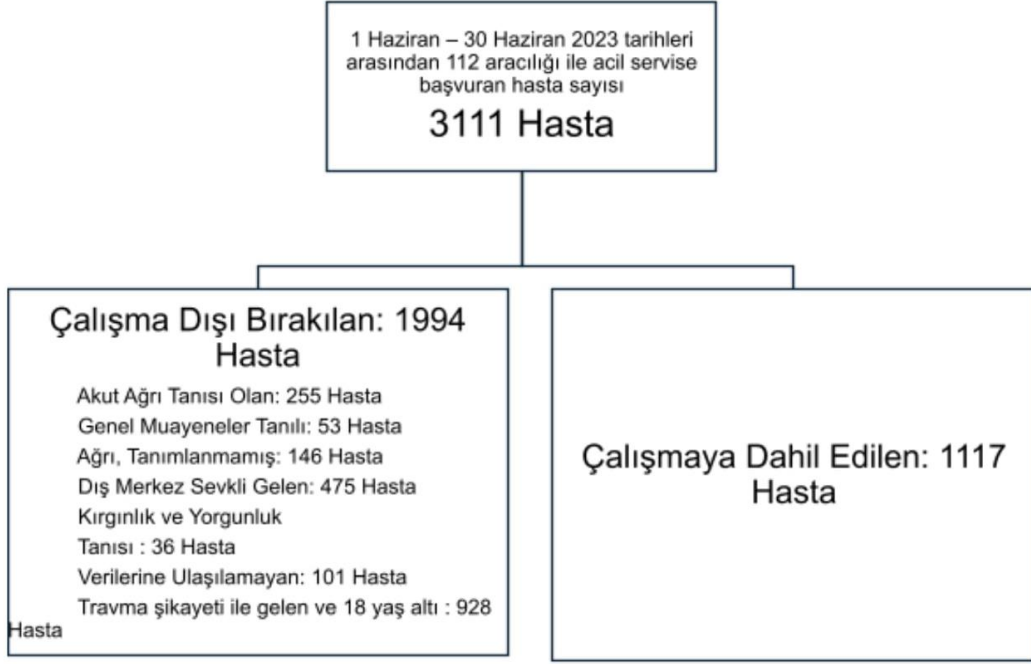 1 Haziran – 30 Haziran 2023 tarihleri
arasından 112 aracılığı ile acil servise
başvuran hasta sayısı
3111 Hasta
Çalışma Dışı Bırakılan: 1994
Hasta
Akut Ağrı Tanısı Olan: 255 Hasta
Genel Muayeneler Tanılı: 53 Hasta
Ağrı, Tanımlanmamış: 146 Hasta
Dış Merkez Sevkli Gelen: 475 Hasta
Kırgınlık ve Yorgunluk
Tanısı : 36 Hasta
Verilerine Ulaşılamayan: 101 Hasta
Travma şikayeti ile gelen ve 18 yaş altı : 928
Hasta
Çalışmaya Dahil Edilen: 1117
Hasta